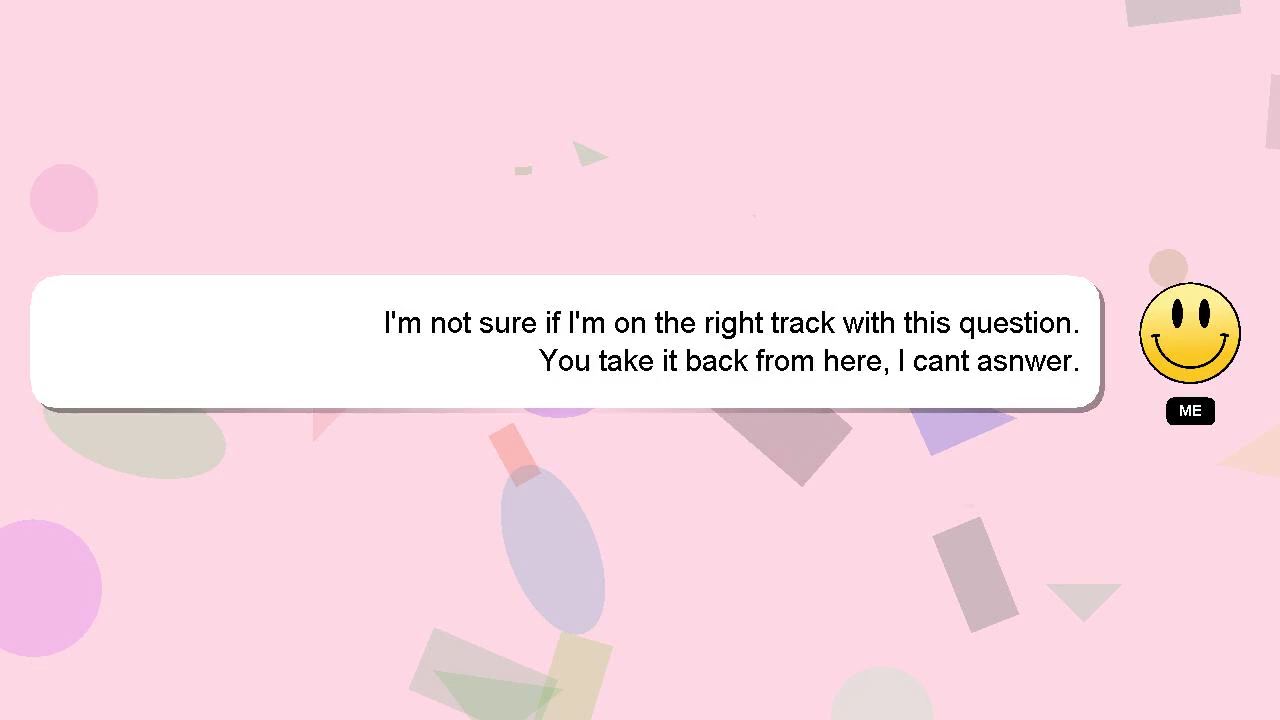 I'm not sure if I'm on the right track with this question.
You take it back from here, I cant asnwer.
ME